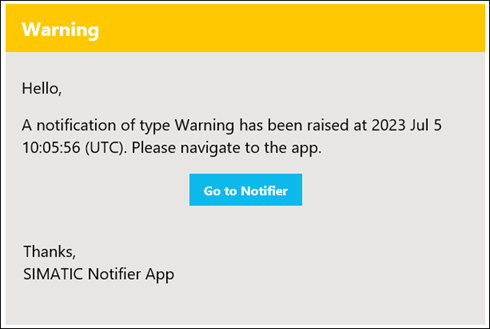 Warning
Hello,
A notification of type Warning has been raised at 2023 Jul 5
10:05:56 (UTC). Please navigate to the app.
Go to Notifier
Thanks,
SIMATIC Notifier App